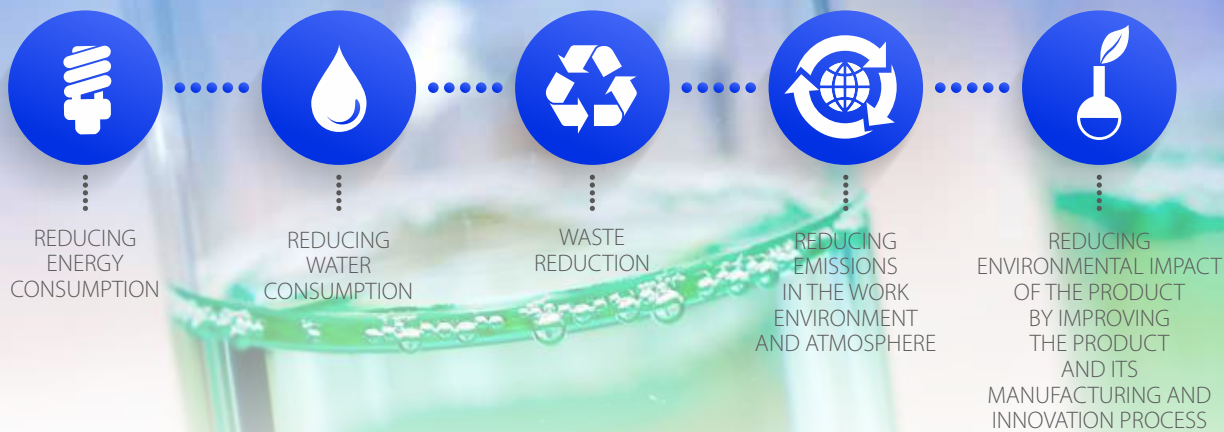 REDUCING
ENERGY
CONSUMPTION
REDUCING
WATER
CONSUMPTION
WASTE
REDUCTION
REDUCING
EMISSIONS
IN THE WORK
ENVIRONMENT
AND ATMOSPHERE
REDUCING
ENVIRONMENTAL IMPACT
OF THE PRODUCT
BY IMPROVING
THE PRODUCT
AND ITS
MANUFACTURING AND
INNOVATION PROCESS